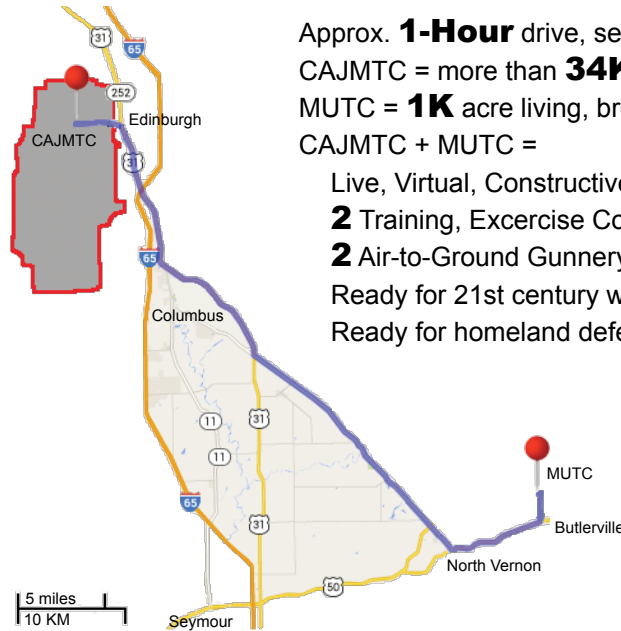 Approx. 1-Hour drive, se
CAJMTC = more than 34K
MUTC = 1K acre living, br
CAJMTC + MUTC =
Live, Virtual, Constructive
2 Training, Excercise Co
2 Air-to-Ground Gunnery
Ready for 21st century w
Ready for homeland defe
31
65
252
Edinburgh
CAJMTC
31
65
Columbus
11
31
11
MUTC
65
31
Butlerville
North Vernon
50
5 miles
10 KM
Seymour